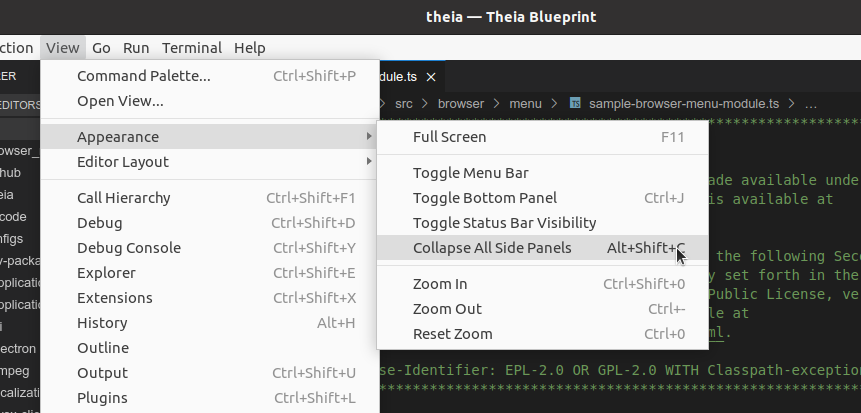 theia — Theia Blueprint
ction View Go Run Terminal Help
ER
EDITORS
owser_
hub
eia
code
nfigs
y-packa
pplicatio
pplicatio
i
ectron
mpeg
calizati
Command Palette... Ctrl+Shift+P
Open View...
Appearance
Editor Layout
Call Hierarchy Ctrl+Shift+F1
Debug Ctrl+Shift+D
Debug Console Ctrl+Shift+Y
Explorer Ctrl+Shift+E
Extensions Ctrl+Shift+X
History Alt+H
Outline
Output Ctrl+Shift+U
Plugins Ctrl+Shift+L
Full Screen F11
Toggle Menu Bar
Toggle Bottom Panel Ctrl+J
Toggle Status Bar Visibility
Collapse All Side Panels Alt+Shift+C
Zoom In Ctrl+Shift+0
Zoom Out Ctrl+-
Reset Zoom Ctrl+0
dule.ts ×
> src > browser > menu > sample-browser-menu-module.ts > ...
*****************
ade available unde
is available at
the following Sec
y set forth in the
Public License, ve
le at
ml.
se-Identifier: EPL-2.0 OR GPL-2.0 WITH Classpath-exception